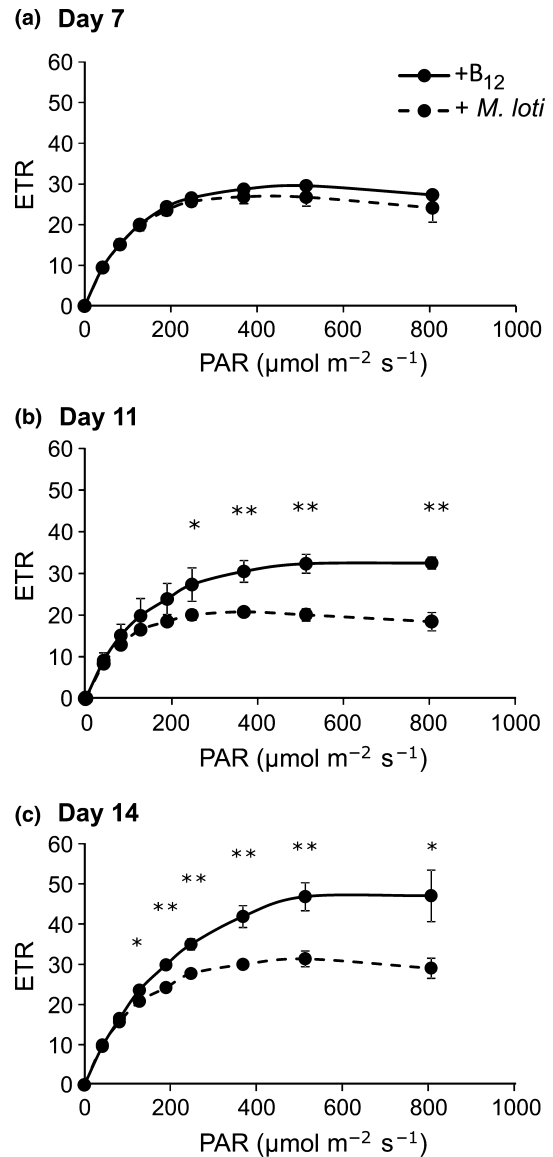 (a) Day 7
60
50
40
30
20
10
0
ETR
+B₁₂
+ M. loti
0 200 400 600 800 1000
PAR (µmol m⁻² s⁻¹)
(b) Day 11
60
50
40
30
20
10
0
ETR
* ** ** **
0 200 400 600 800 1000
PAR (µmol m⁻² s⁻¹)
(c) Day 14
60
50
40
30
20
10
0
ETR
* ** ** ** ** *
0 200 400 600 800 1000
PAR (µmol m⁻² s⁻¹)